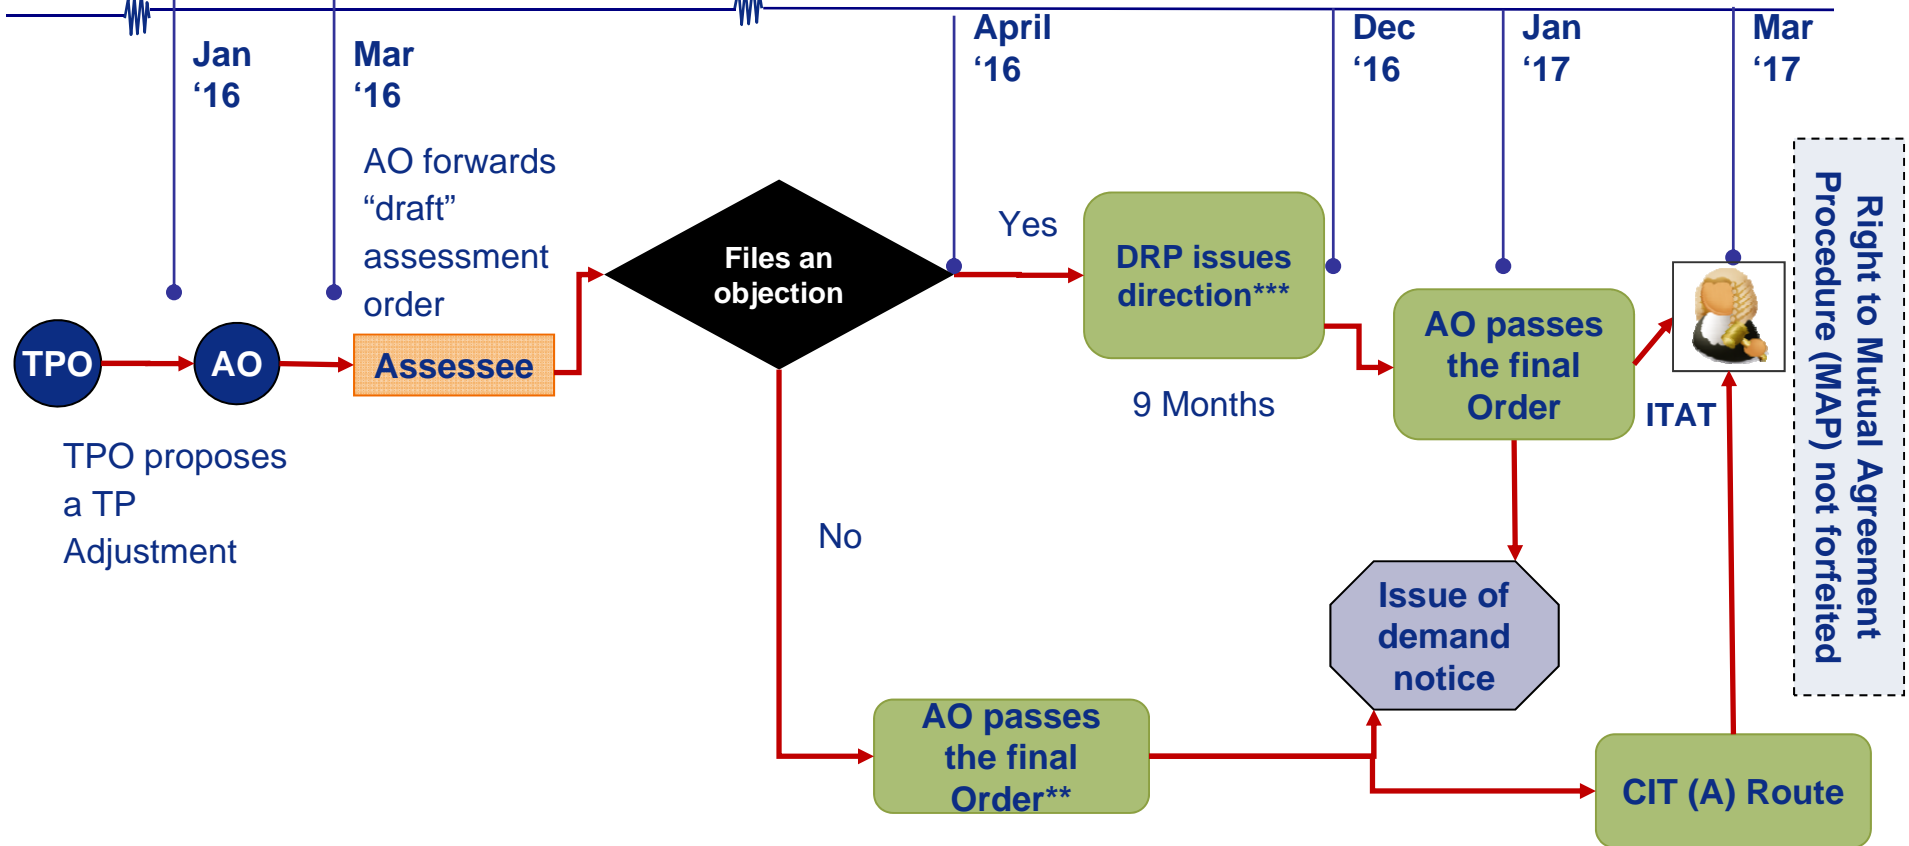 Jan
‘16
Mar
‘16
April
‘16
Dec
‘16
Jan
‘17
Mar
‘17
AO forwards
“draft”
assessment
order
TPO
AO
Assessee
TPO proposes
a TP
Adjustment
Files an
objection
Yes
No
DRP issues
direction***
9 Months
AO passes
the final
Order
ITAT
Issue of
demand
notice
AO passes
the final
Order**
CIT (A) Route
Right to Mutual Agreement
Procedure (MAP) not forfeited